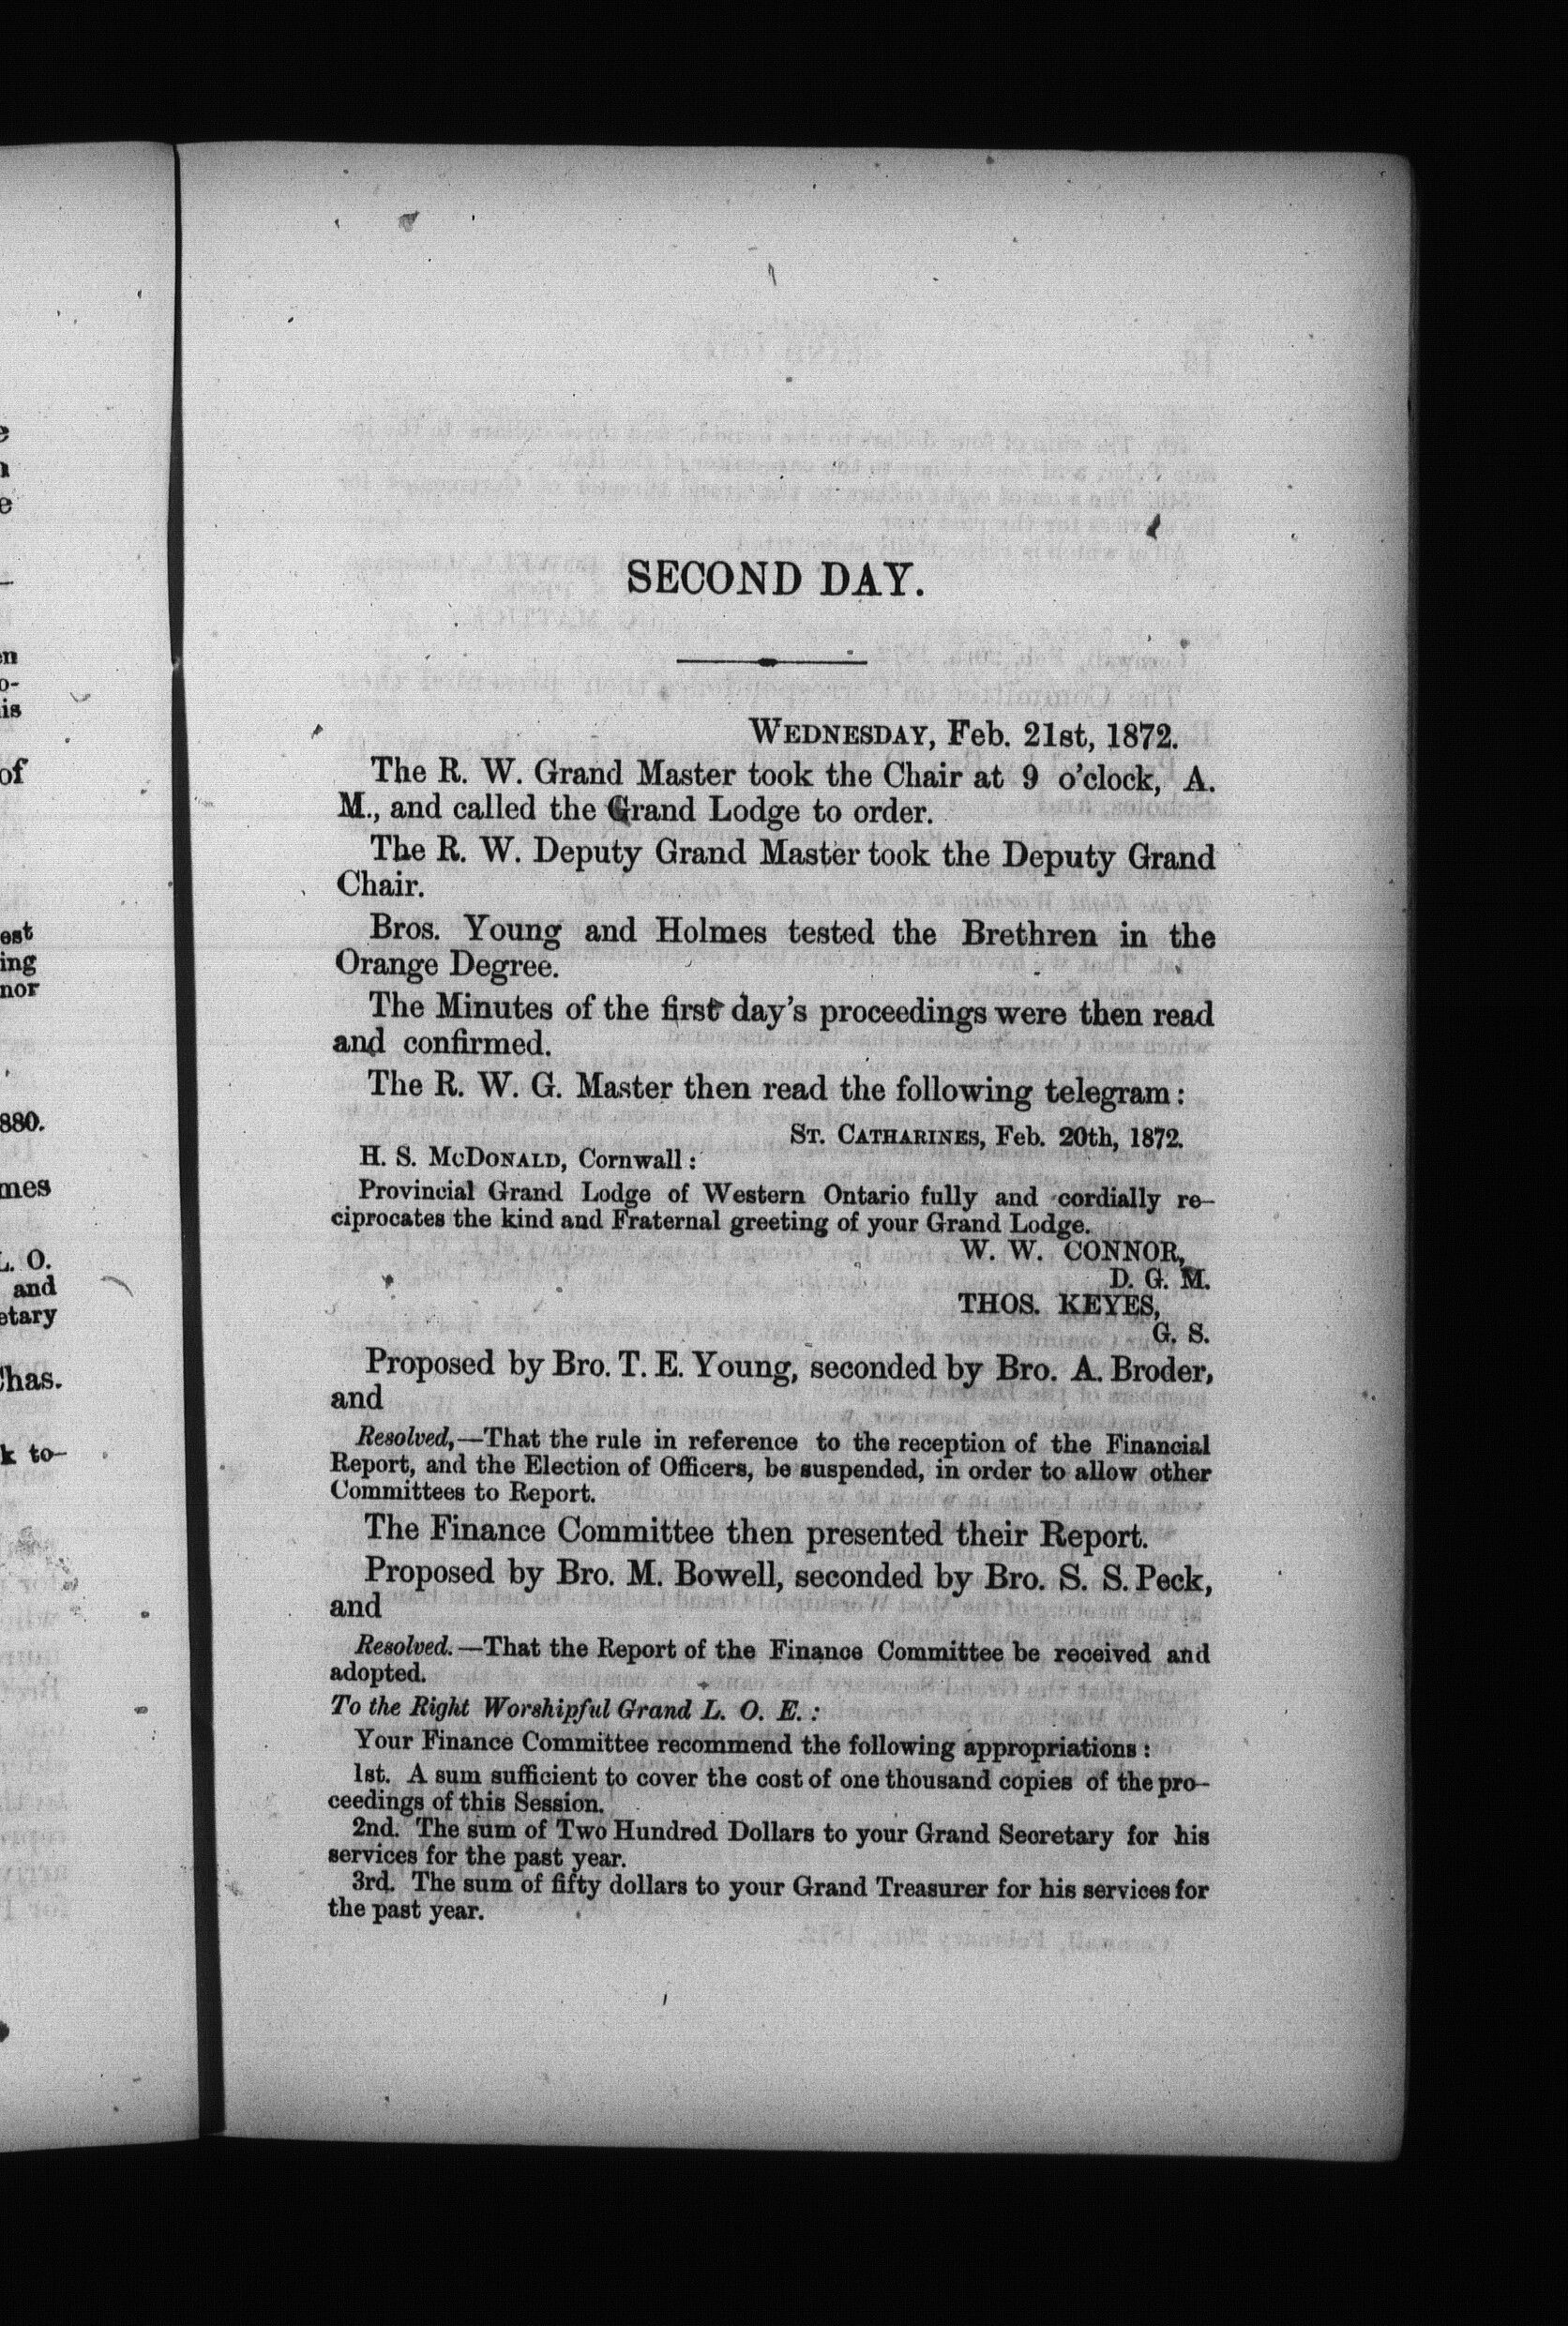 SECOND DAY.
WEDNESDAY, Feb. 21st, 1872.
The R. W. Grand Master took the Chair at 9 o'clock, A.
M., and called the Grand Lodge to order.
The R. W. Deputy Grand Master took the Deputy Grand
Chair.
Bros. Young and Holmes tested the Brethren in the
Orange Degree.
The Minutes of the first day's proceedings were then read
and confirmed.
The R. W. G. Master then read the following telegram:
ST. CATHARINES, Feb. 20th, 1872.
H. S. MCDONALD, Cornwall:
Provincial Grand Lodge of Western Ontario fully and cordially re-
ciprocates the kind and Fraternal greeting of your Grand Lodge.
W. W. CONNOR,
D. G. M.
THOS. KEYES,
G. S.
Proposed by Bro. T. E. Young, seconded by Bro. A. Broder,
and
Resolved,—That the rule in reference to the reception of the Financial
Report, and the Election of Officers, be suspended, in order to allow other
Committees to Report.
The Finance Committee then presented their Report.
Proposed by Bro. M. Bowell, seconded by Bro. S. S. Peck,
and
Resolved.—That the Report of the Finance Committee be received and
adopted.
To the Right Worshipful Grand L. O. E.:
Your Finance Committee recommend the following appropriations:
1st. A sum sufficient to cover the cost of one thousand copies of the pro-
ceedings of this Session.
2nd. The sum of Two Hundred Dollars to your Grand Secretary for his
services for the past year.
3rd. The sum of fifty dollars to your Grand Treasurer for his services for
the past year.